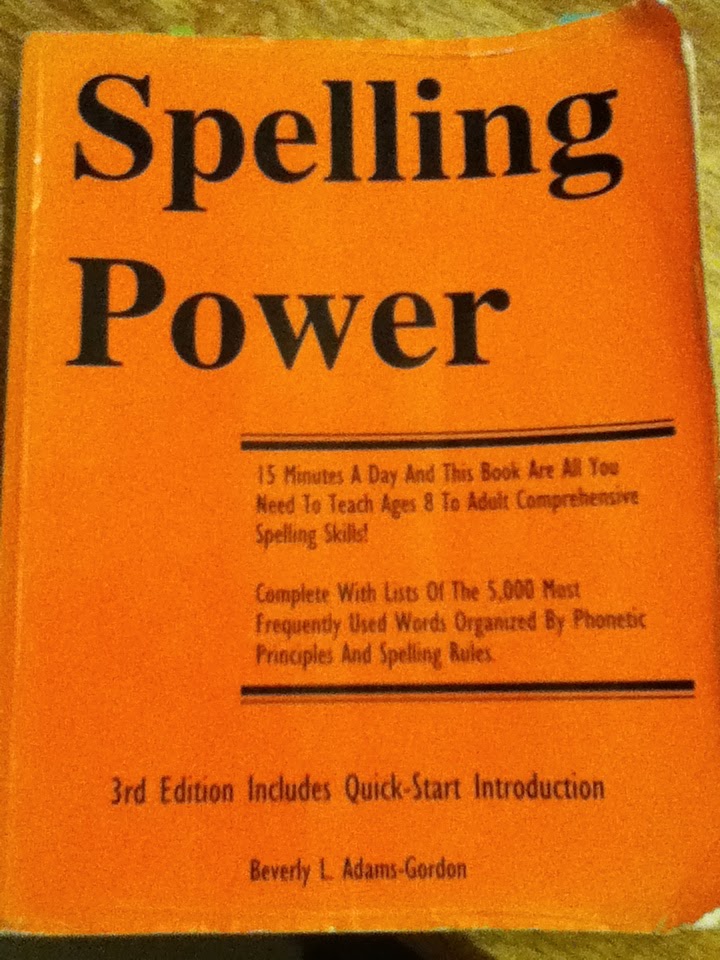 Spelling
Power
15 Minutes A Day And This Book Are All You
Need To Teach Ages 8 To Adult Comprehensive
Spelling Skills!
Complete With Lists Of The 5,000 Most
Frequently Used Words Organized By Phonetic
Principles And Spelling Rules.
3rd Edition Includes Quick-Start Introduction
Beverly L. Adams-Gordon